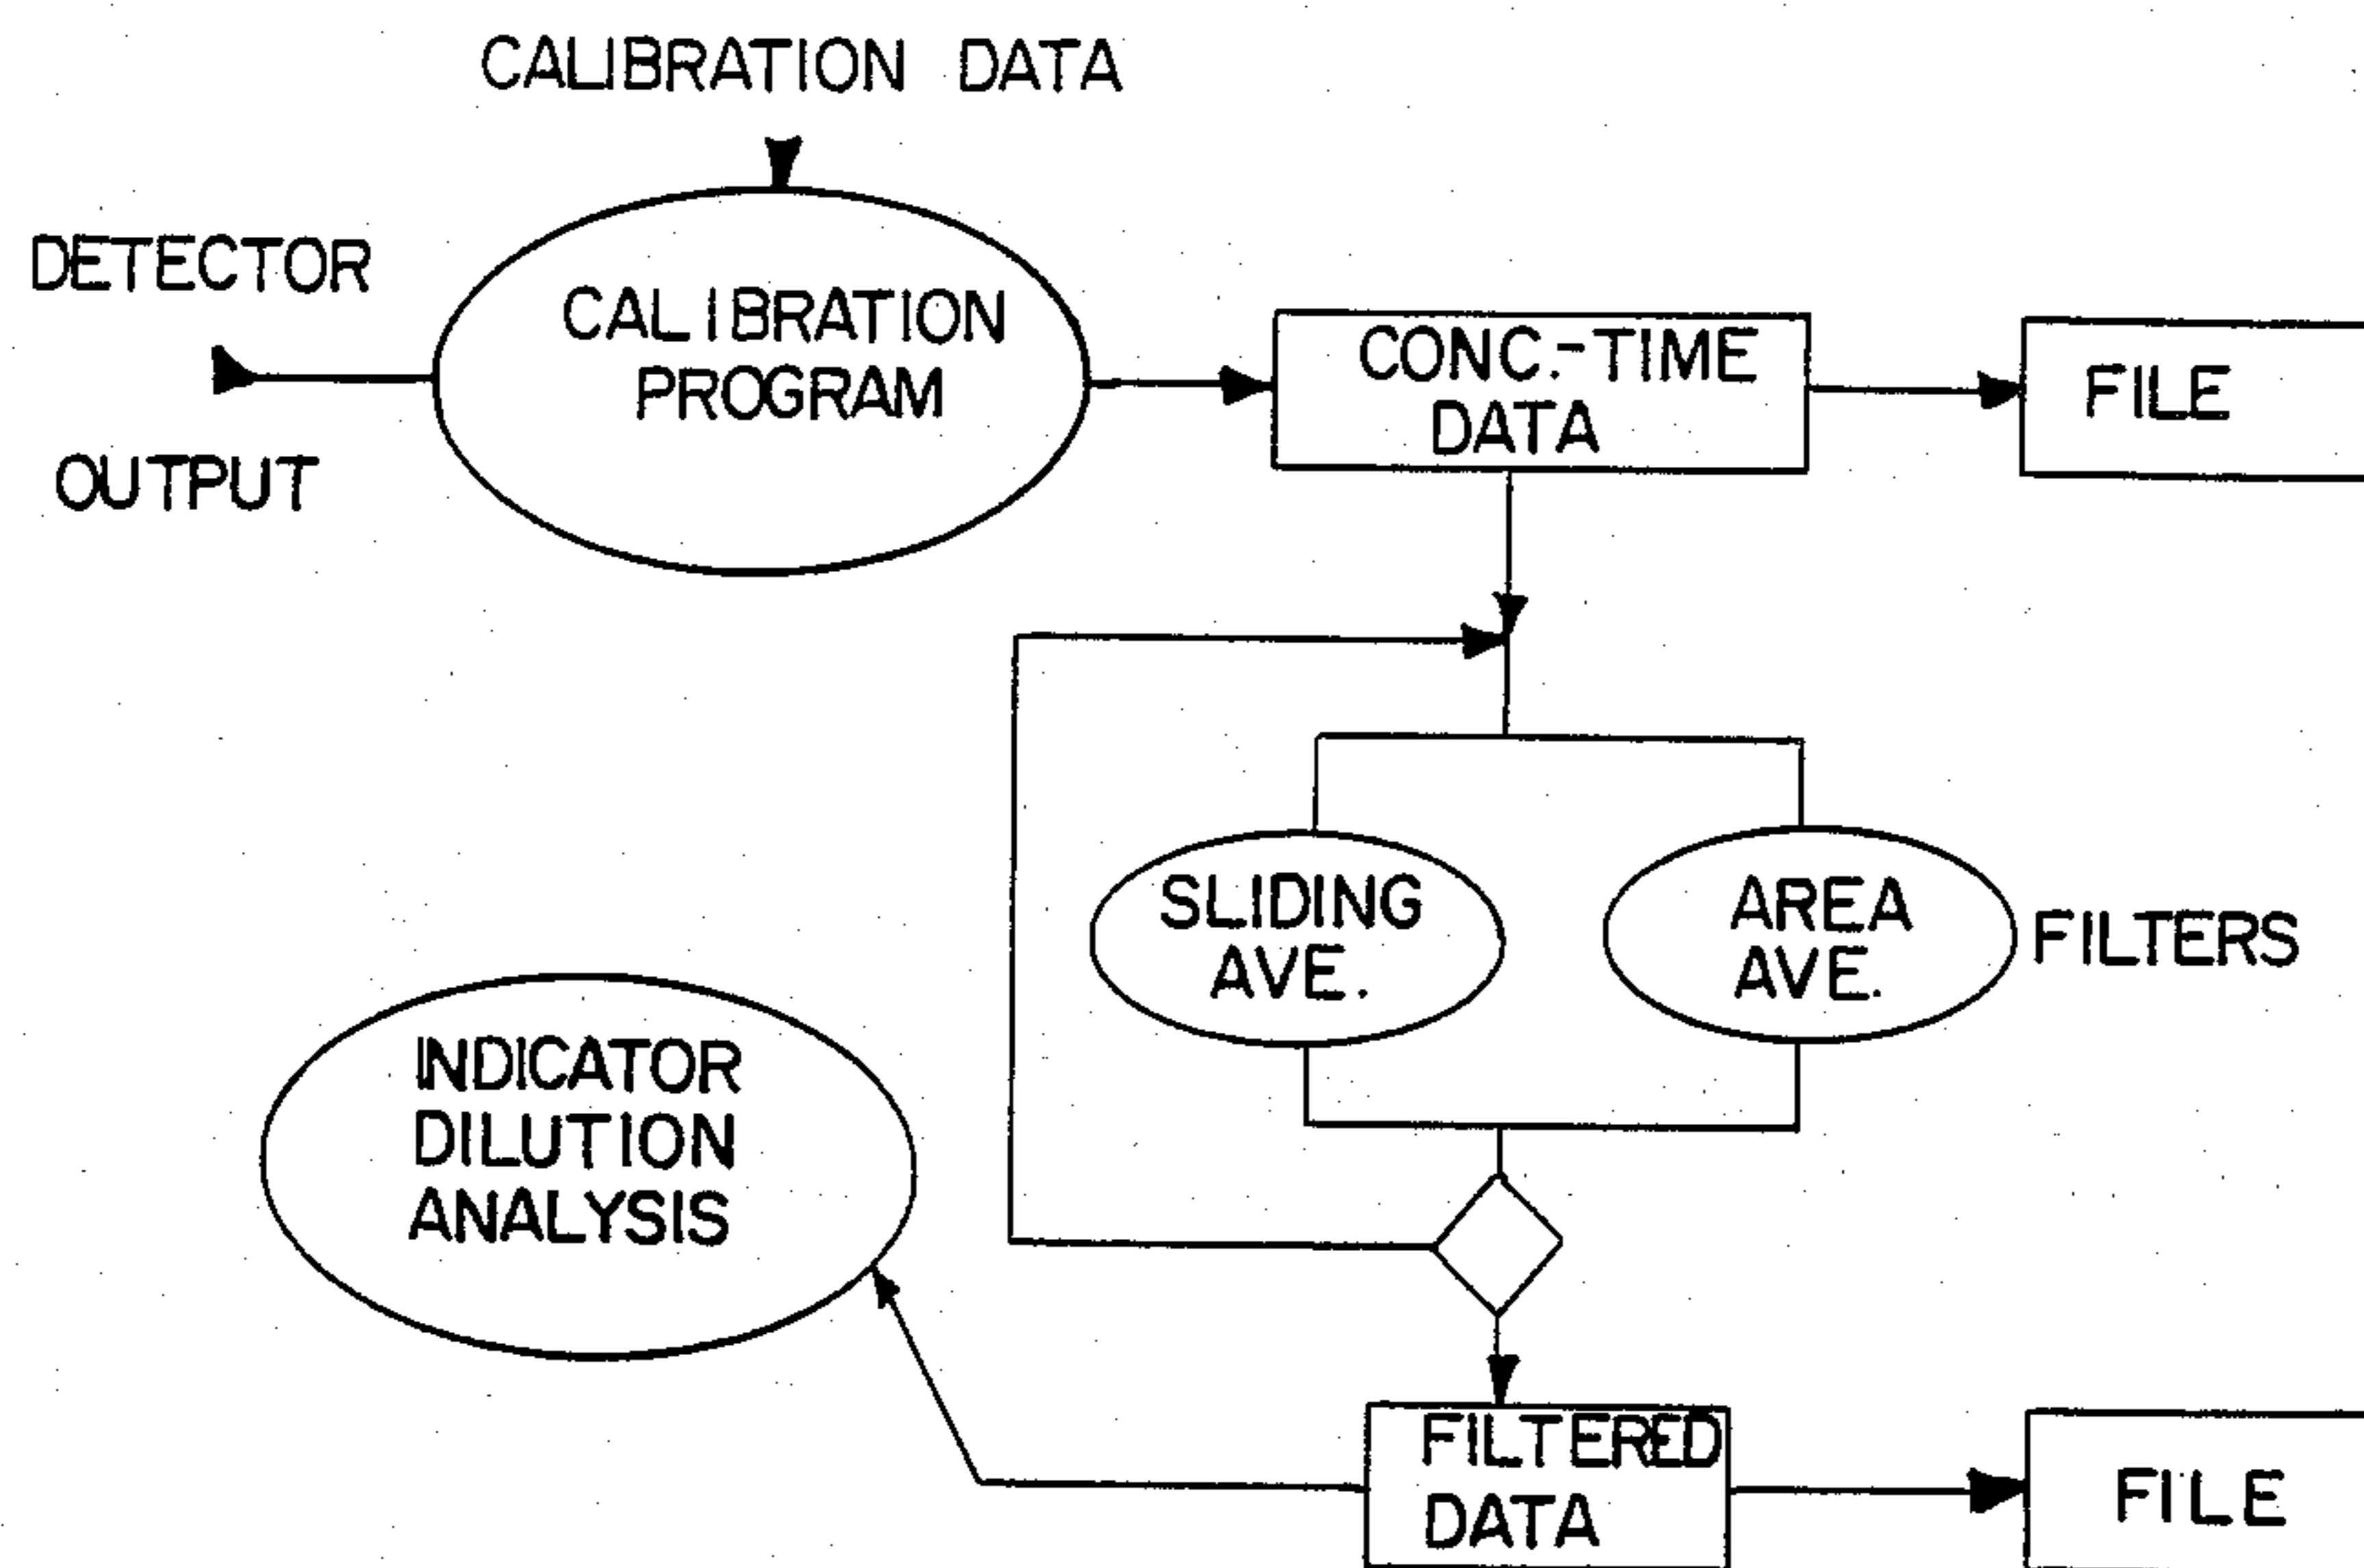 CALIBRATION DATA
DETECTOR
OUTPUT
CALIBRATION
PROGRAM
CONC.-TIME
DATA
FILE
SLIDING
AVE.
AREA
AVE.
FILTERS
INDICATOR
DILUTION
ANALYSIS
FILTERED
DATA
FILE